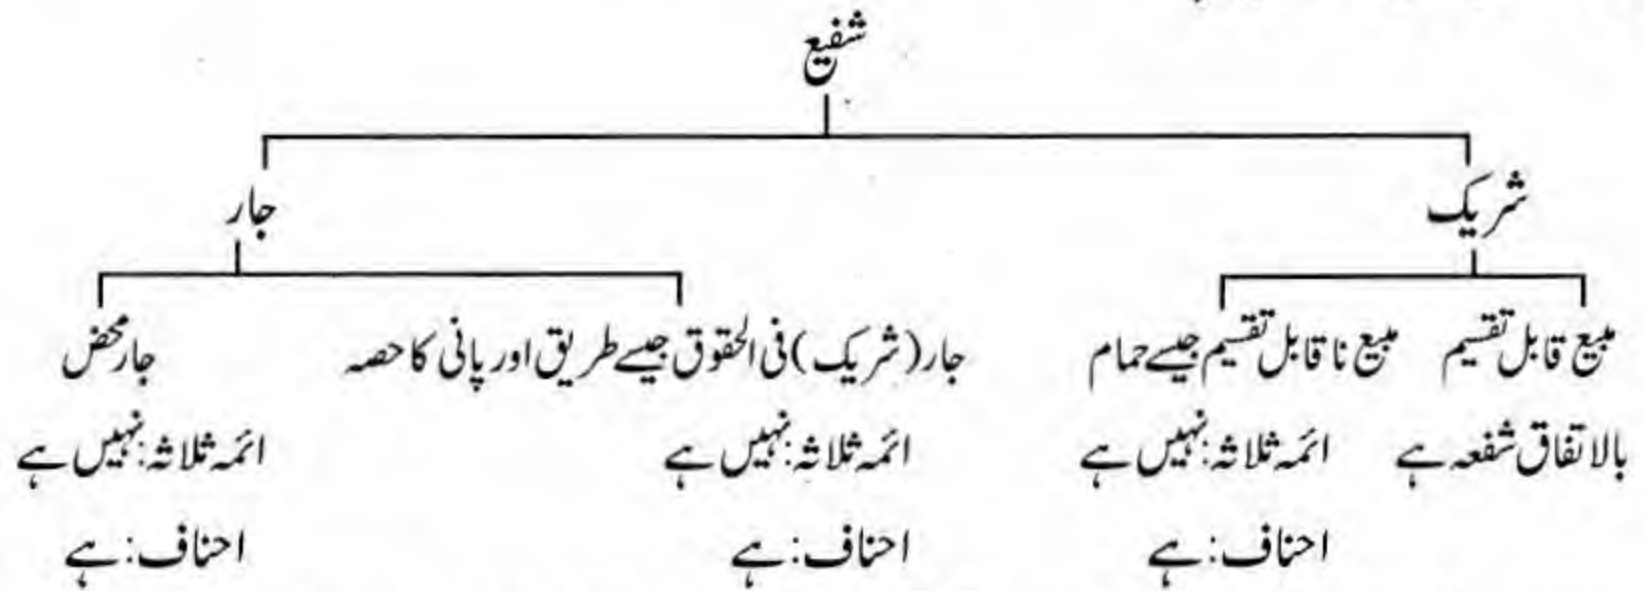 شفیع
شریک جار
مبیع قابل تقسیم مبیع ناقابل تقسیم جیسے حمام جار (شریک) فی الحقوق جیسے طریق اور پانی کا حصہ جار محض
بالاتفاق شفعہ ہے ائمہ ثلاثہ: نہیں ہے ائمہ ثلاثہ: نہیں ہے ائمہ ثلاثہ: نہیں ہے
احناف: ہے احناف: ہے احناف: ہے